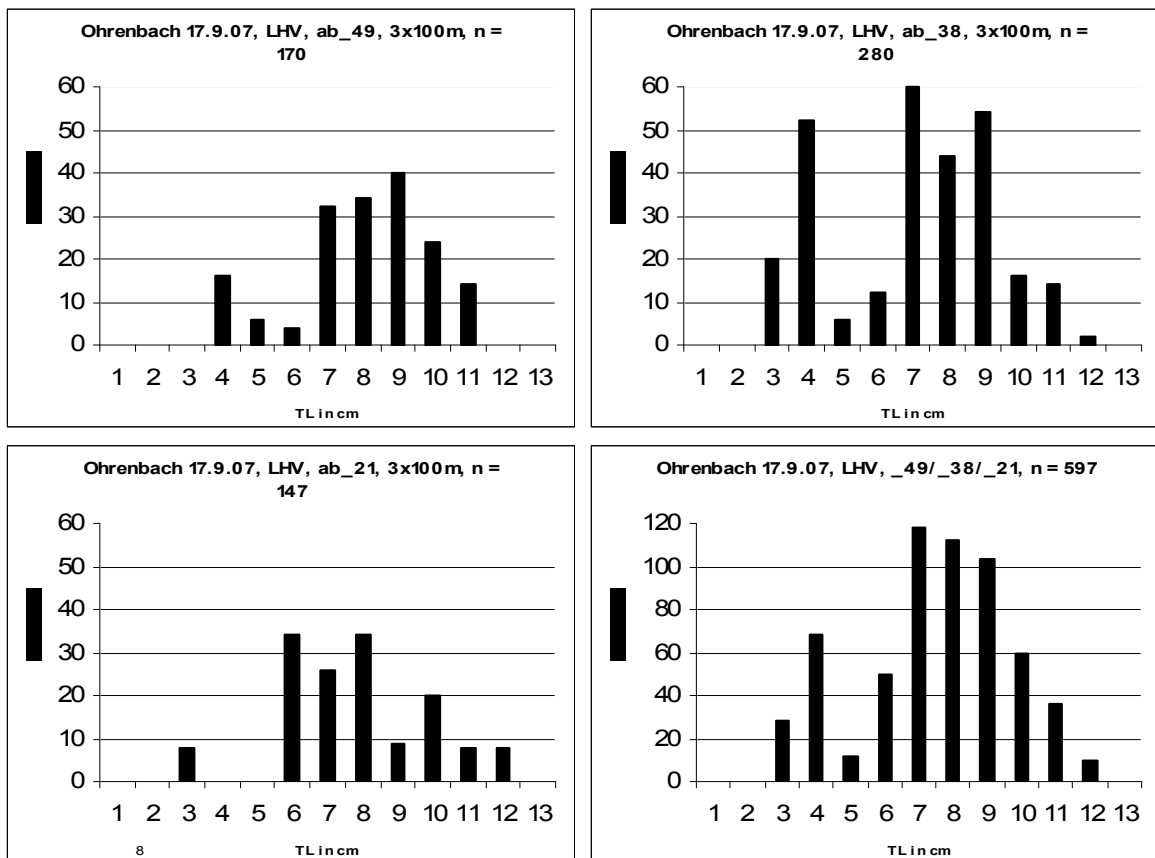 Ohrenbach 17.9.07, LHV, ab_49, 3x100m, n =
170
60
50
40
30
20
10
0
1 2 3 4 5 6 7 8 9 10 11 12 13
TL in cm
Ohrenbach 17.9.07, LHV, ab_38, 3x100m, n =
280
60
50
40
30
20
10
0
1 2 3 4 5 6 7 8 9 10 11 12 13
TL in cm
Ohrenbach 17.9.07, LHV, ab_21, 3x100m, n =
147
60
50
40
30
20
10
0
1 2 3 4 5 6 7 8 9 10 11 12 13
8
TL in cm
Ohrenbach 17.9.07, LHV, _49/_38/_21, n = 597
120
100
80
60
40
20
0
1 2 3 4 5 6 7 8 9 10 11 12 13
TL in cm